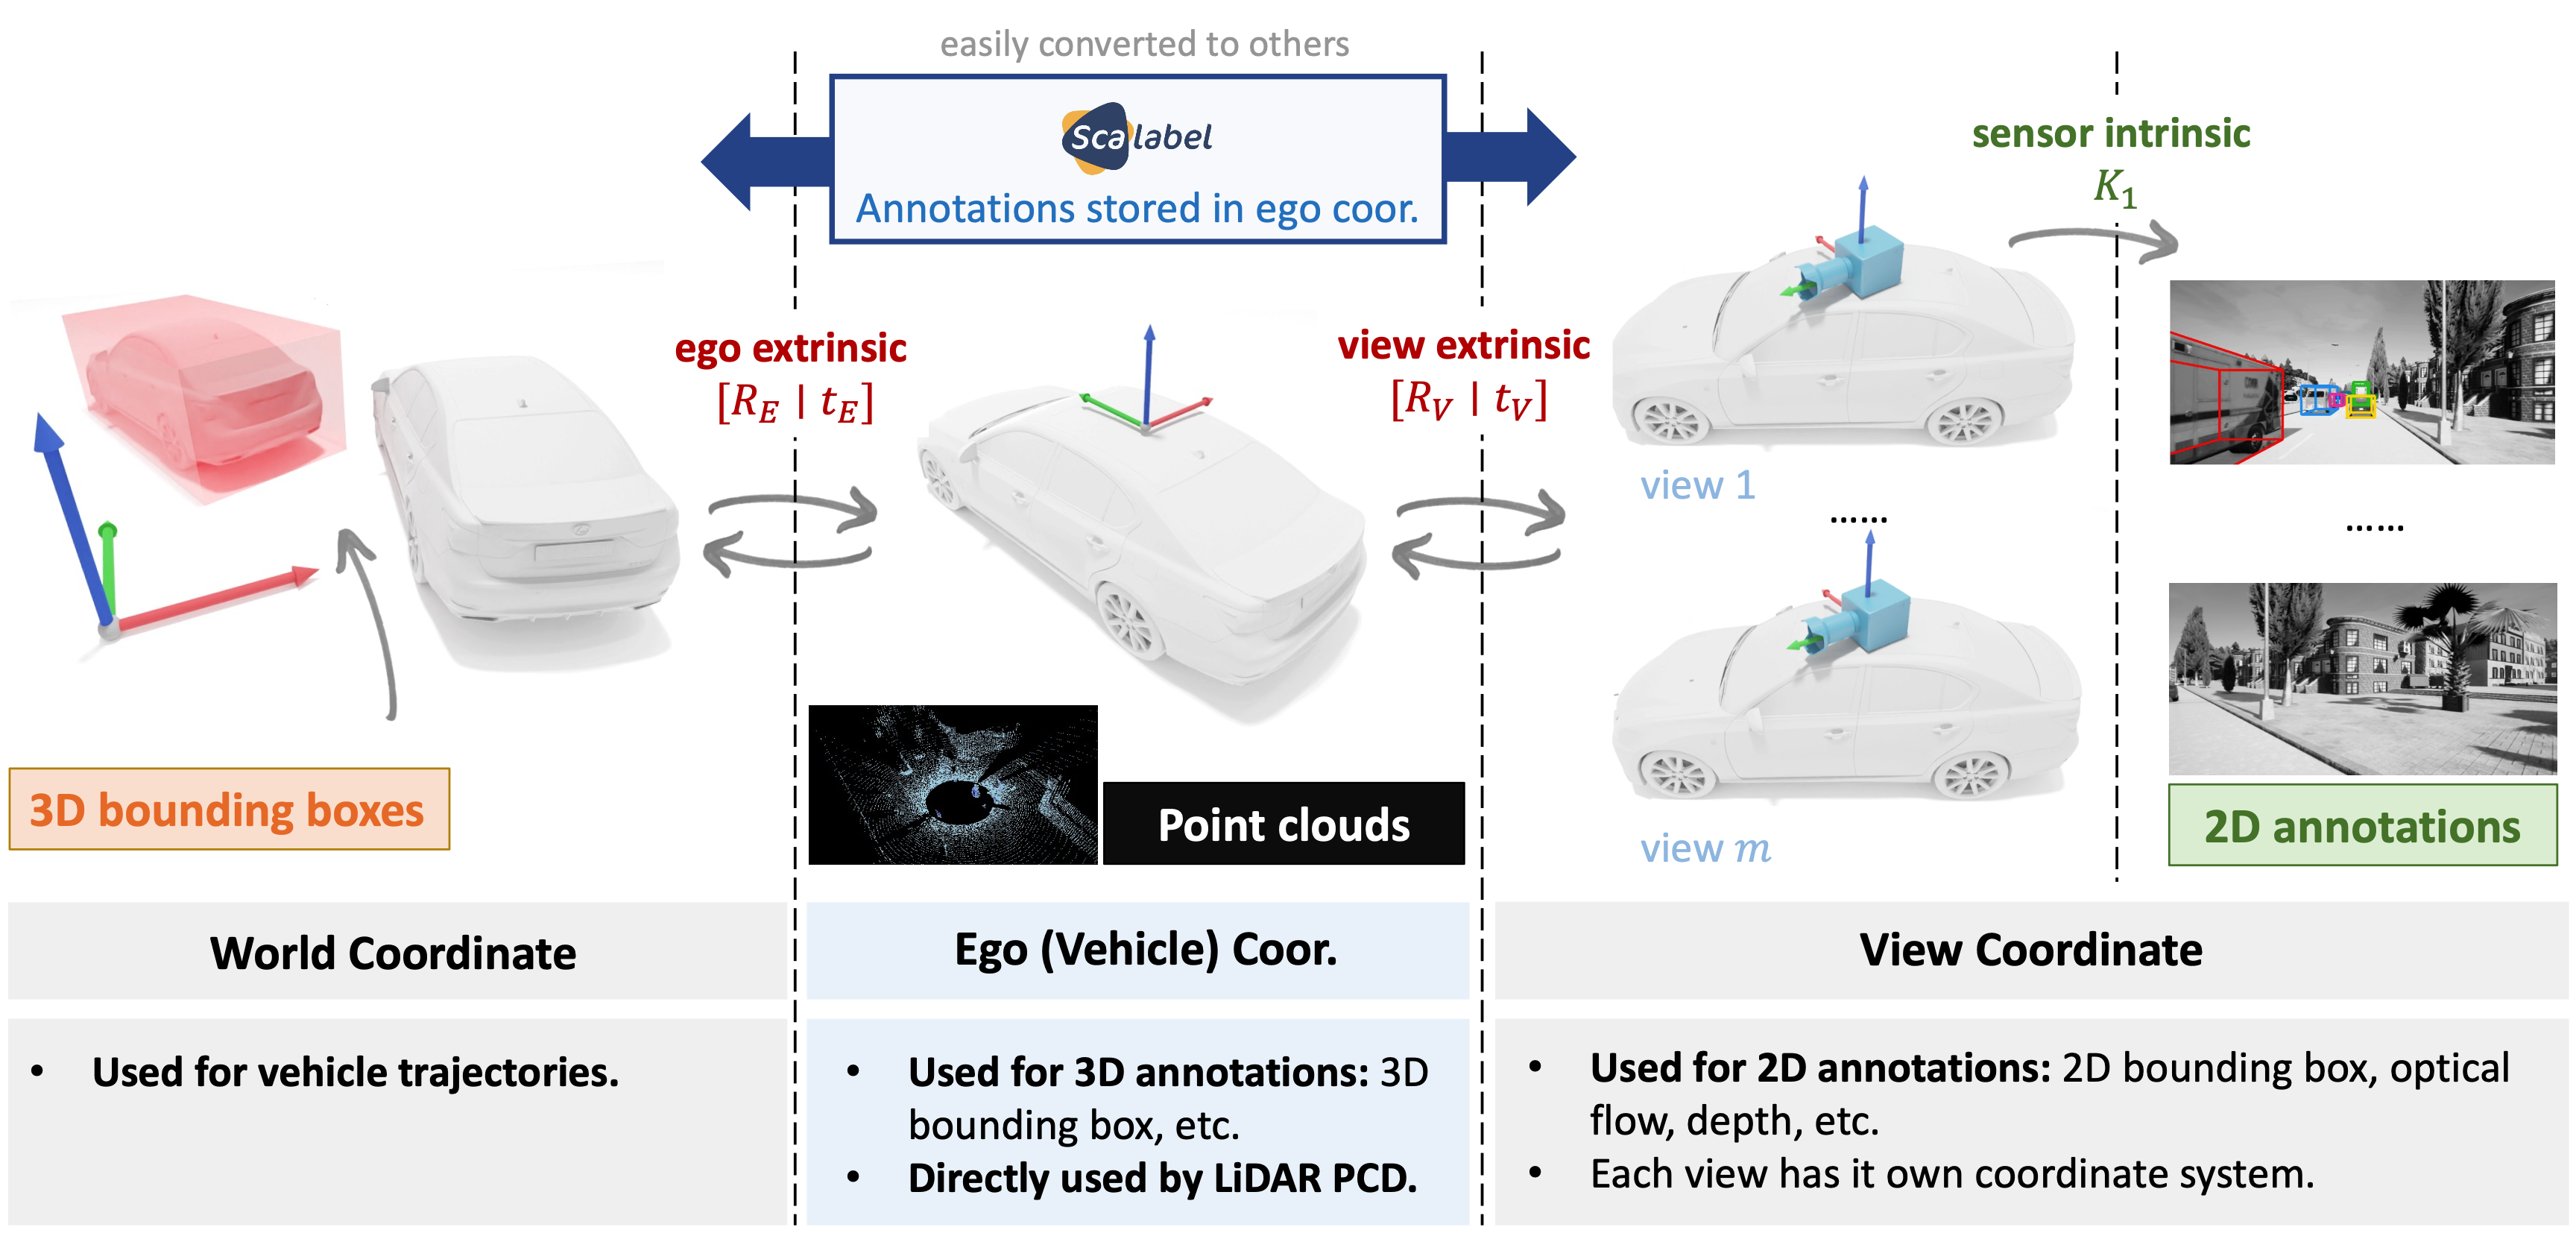 easily converted to others
Scalabel
Annotations stored in ego coor.
sensor intrinsic
K₁
ego extrinsic
[R_E | t_E]
view extrinsic
[R_V | t_V]
view 1
......
......
view m
3D bounding boxes
Point clouds
2D annotations
World Coordinate
Ego (Vehicle) Coor.
View Coordinate
• Used for vehicle trajectories.
• Used for 3D annotations: 3D
bounding box, etc.
• Directly used by LiDAR PCD.
• Used for 2D annotations: 2D bounding box, optical
flow, depth, etc.
• Each view has it own coordinate system.